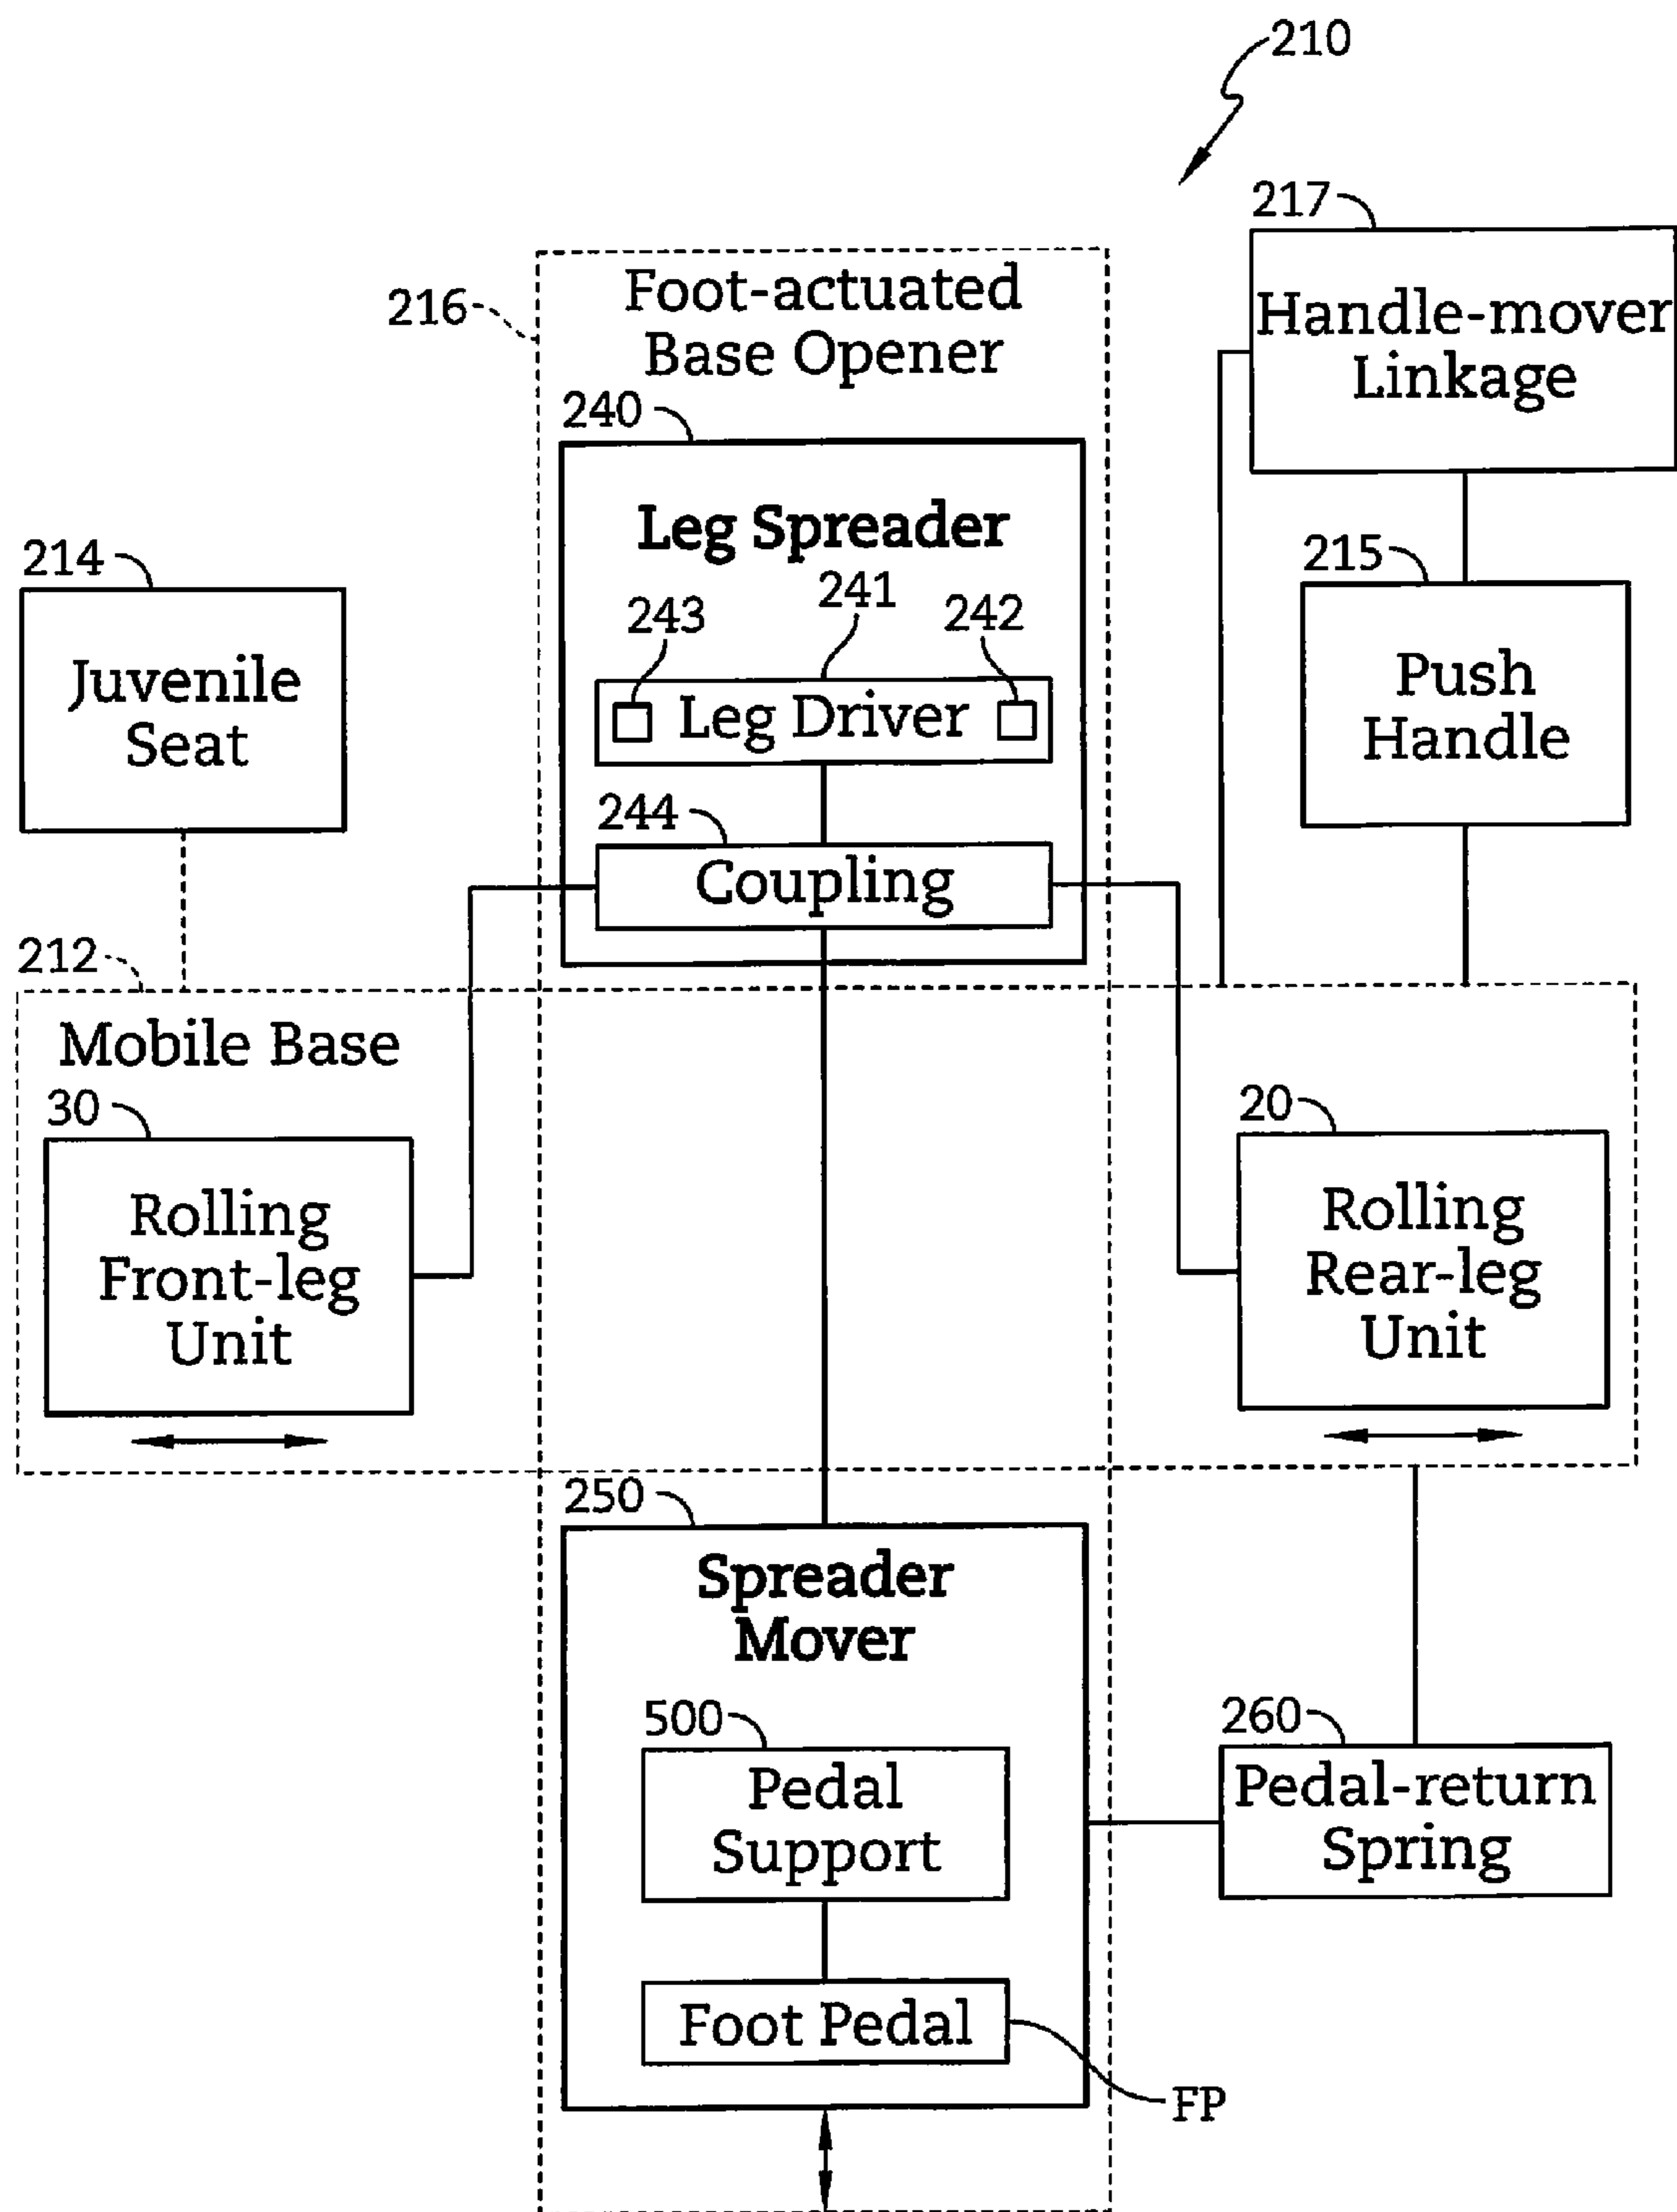 210
217
Handle-mover
Linkage
216
Foot-actuated
Base Opener
240
Leg Spreader
243
241
242
Leg Driver
244
Coupling
214
Juvenile
Seat
215
Push
Handle
212
Mobile Base
30
Rolling
Front-leg
Unit
20
Rolling
Rear-leg
Unit
250
Spreader
Mover
500
Pedal
Support
Foot Pedal
FP
260
Pedal-return
Spring